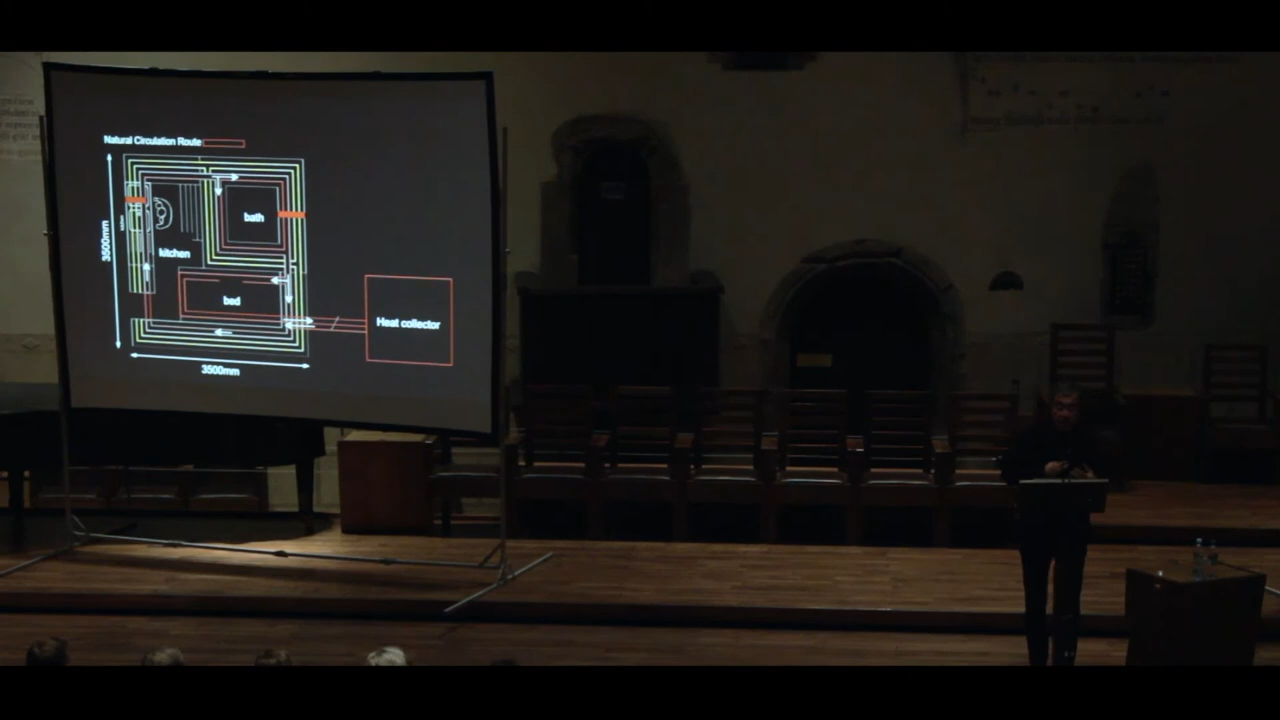 Natural Circulation Route
bath
3500mm
kitchen
bed
Heat collector
3500mm